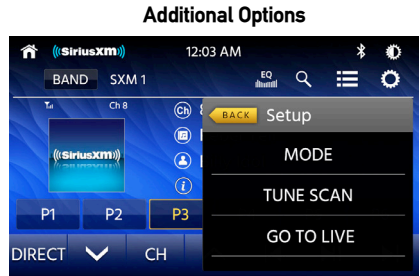 Additional Options
((SiriusXM)) 12:03 AM
BAND SXM 1 EQ
Ch 8 Ch
BACK Setup
((SiriusXM)) MODE
i TUNE SCAN
P1 P2 P3
GO TO LIVE
DIRECT CH